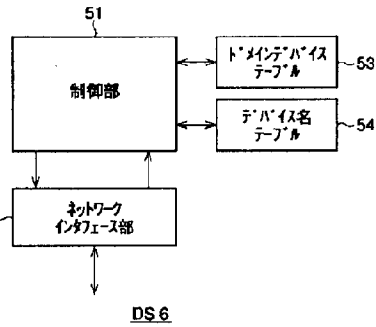 51
制御部
ドメインデバイス
テーブル
53
デバイス名
テーブル
54
ネットワーク
インタフェース部
DS6